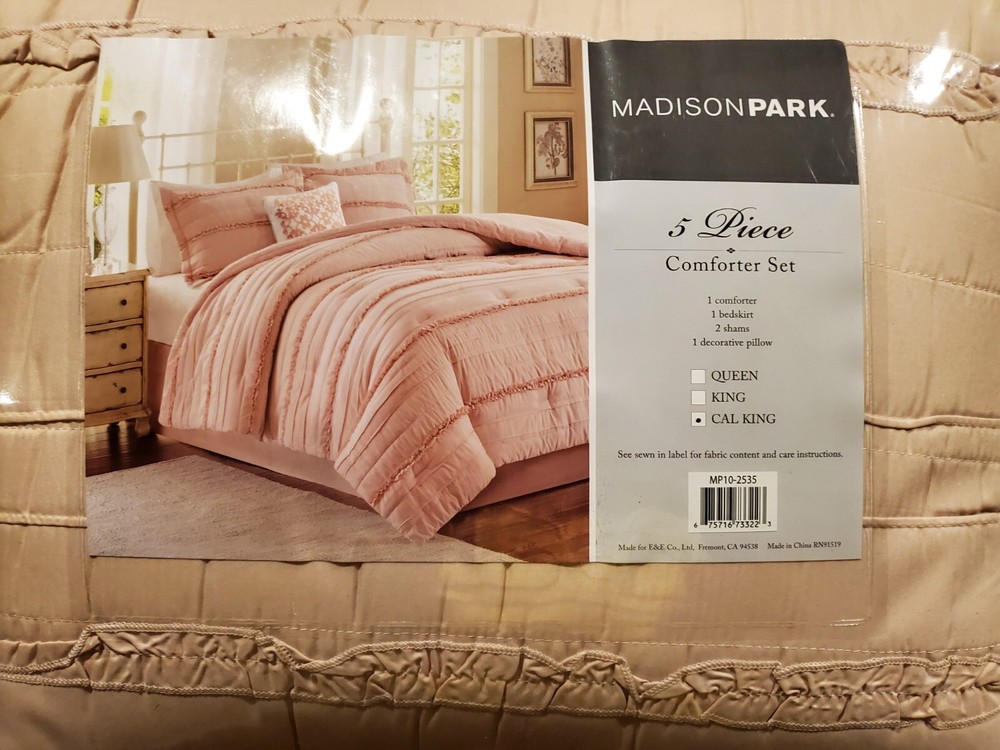 MADISONPARK®
5 Piece
Comforter Set
1 comforter
1 bedskirt
2 shams
1 decorative pillow
QUEEN
KING
CAL KING
See sewn in label for fabric content and care instructions.
MP10-2535
6 75716 73322 3
Made for E&E Co., Ltd, Fremont, CA 94538 Made in China RN91519